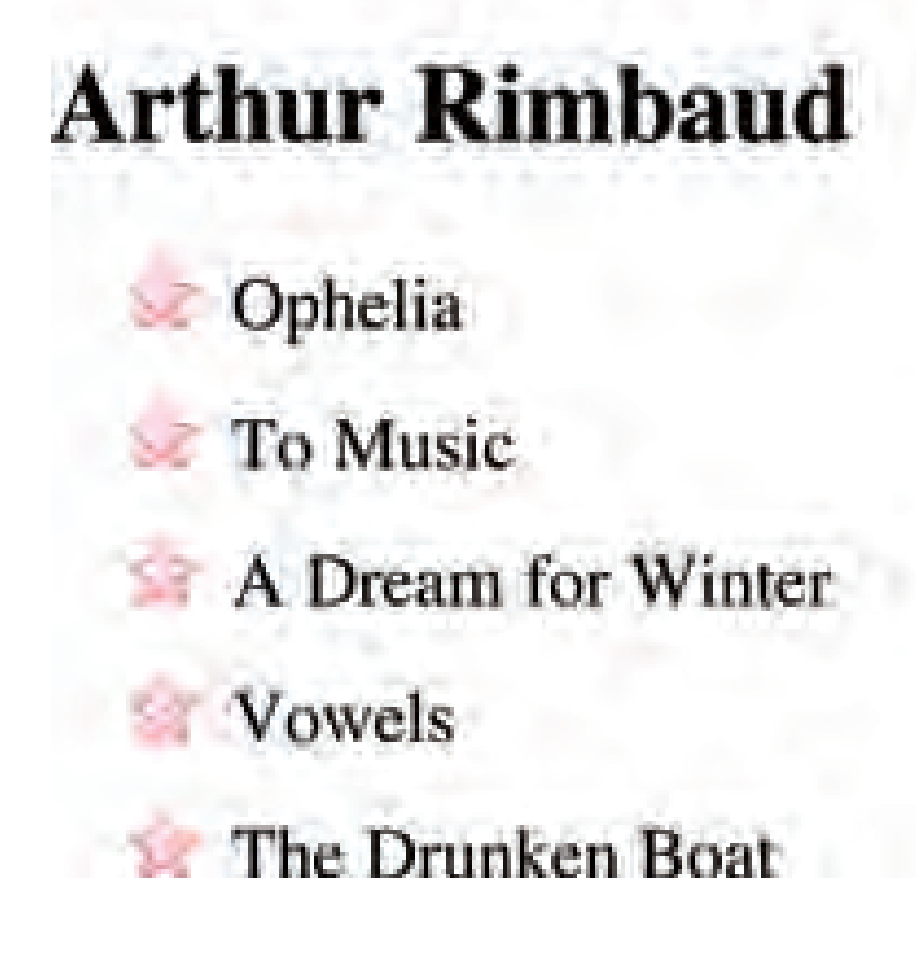 Arthur Rimbaud
Ophelia
To Music
A Dream for Winter
Vowels
The Drunken Boat